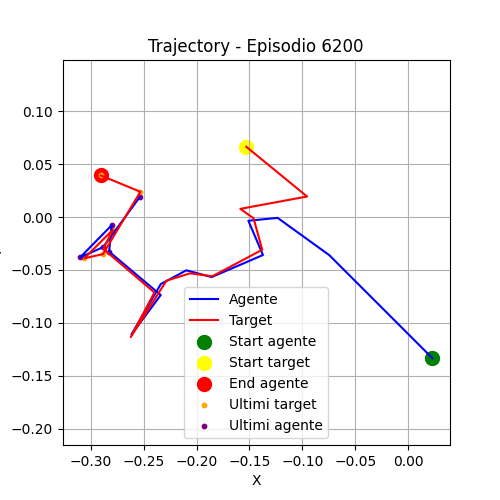 Trajectory - Episodio 6200
0.10
0.05
0.00
−0.05
−0.10
−0.15
−0.20
Agente
Target
Start agente
Start target
End agente
Ultimi target
Ultimi agente
−0.30 −0.25 −0.20 −0.15 −0.10 −0.05 0.00
X